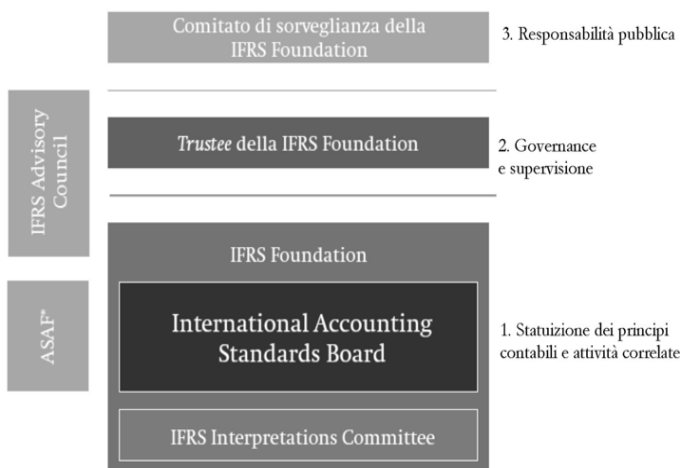 Comitato di sorveglianza della
IFRS Foundation
3. Responsabilità pubblica
IFRS Advisory
Council
Trustee della IFRS Foundation
2. Governance
e supervisione
IFRS Foundation
ASAF*
International Accounting
Standards Board
1. Statuizione dei principi
contabili e attività correlate
IFRS Interpretations Committee